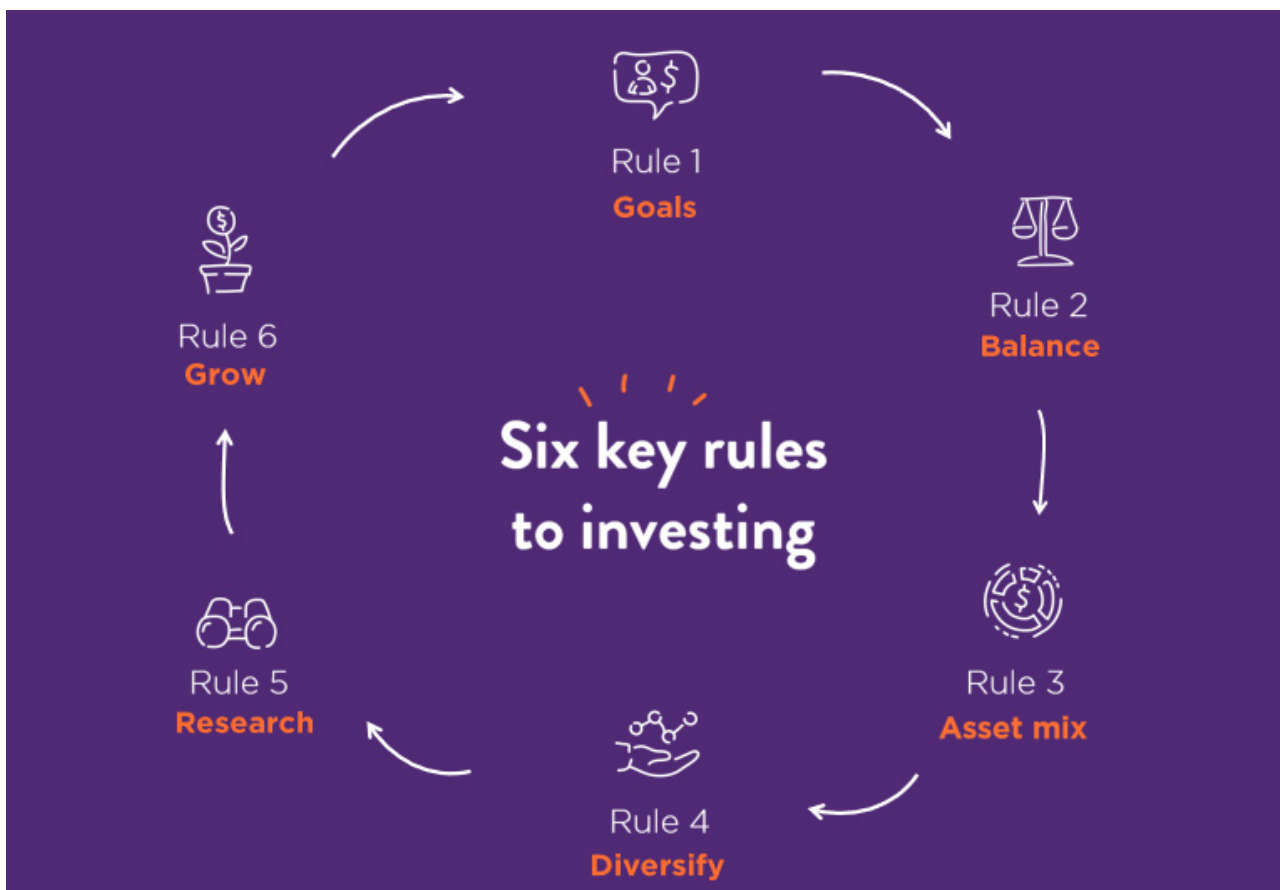 Rule 1
Goals
Rule 2
Balance
Rule 3
Asset mix
Rule 4
Diversify
Rule 5
Research
Rule 6
Grow
Six key rules
to investing